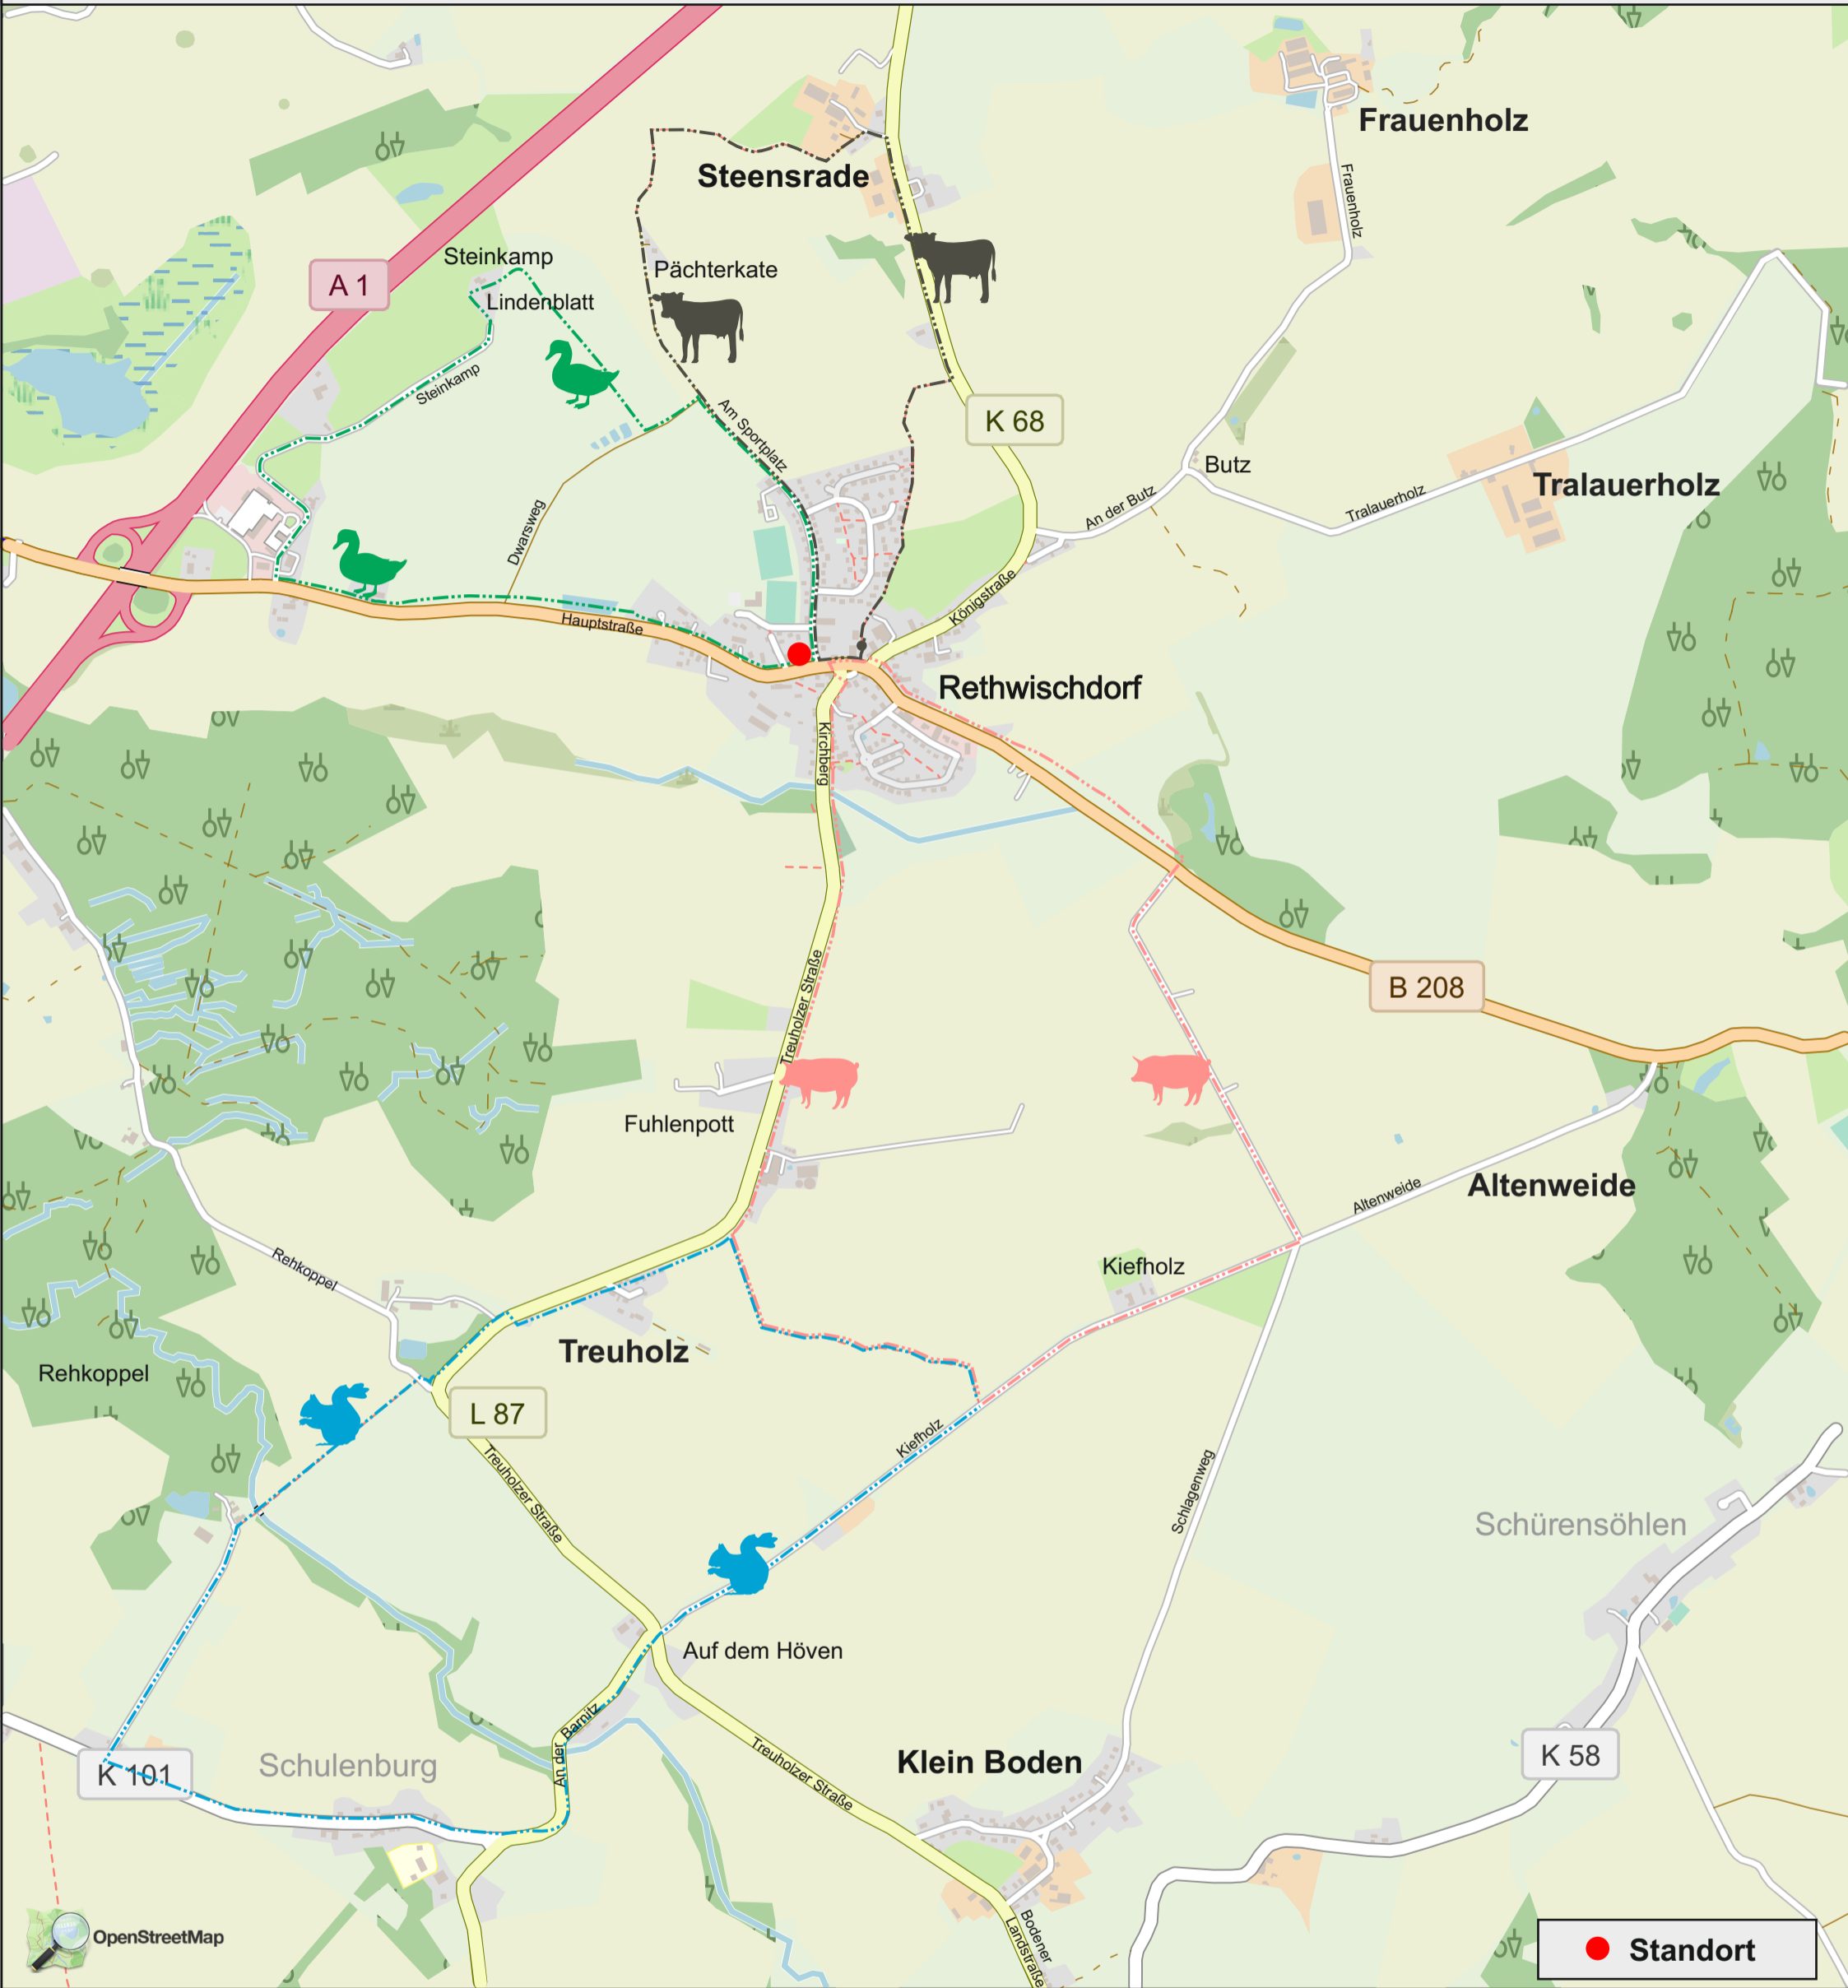 Frauenholz
Steensrade
Frauenholz
Steinkamp
Pächterkate
A 1
Lindenblatt
Steinkamp
Am Sportplatz
K 68
Butz
Tralauerholz
An der Butz
Tralauerholz
Dwarsweg
Königstraße
Hauptstraße
Rethwischdorf
Kirchberg
B 208
Treuholzer Straße
Fuhlenpott
Altenweide
Altenweide
Rehkoppel
Kiefholz
Treuholz
Rehkoppel
L 87
Kiefholz
Treuholzer Straße
Schlagenweg
Schürensöhlen
Auf dem Höven
An der Barnitz
K 58
Schulenburg
Klein Boden
K 101
Treuholzer Straße
Bodener
Landstraße
OpenStreetMap
Standort